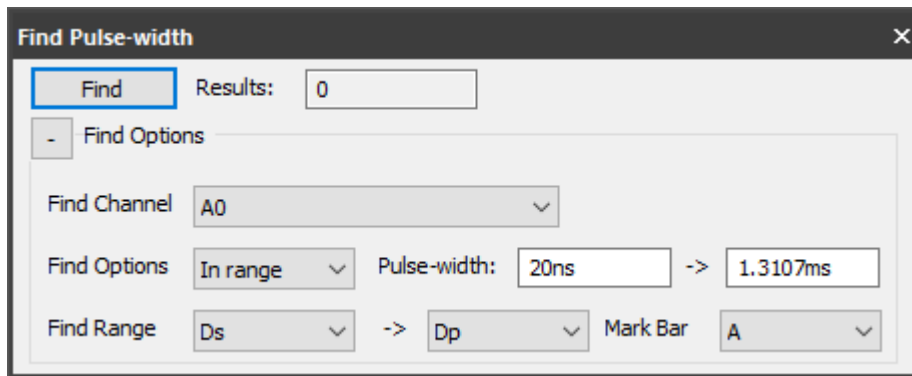 Find Pulse-width ×
Find Results: 0
- Find Options
Find Channel A0
Find Options In range Pulse-width: 20ns -> 1.3107ms
Find Range Ds -> Dp Mark Bar A